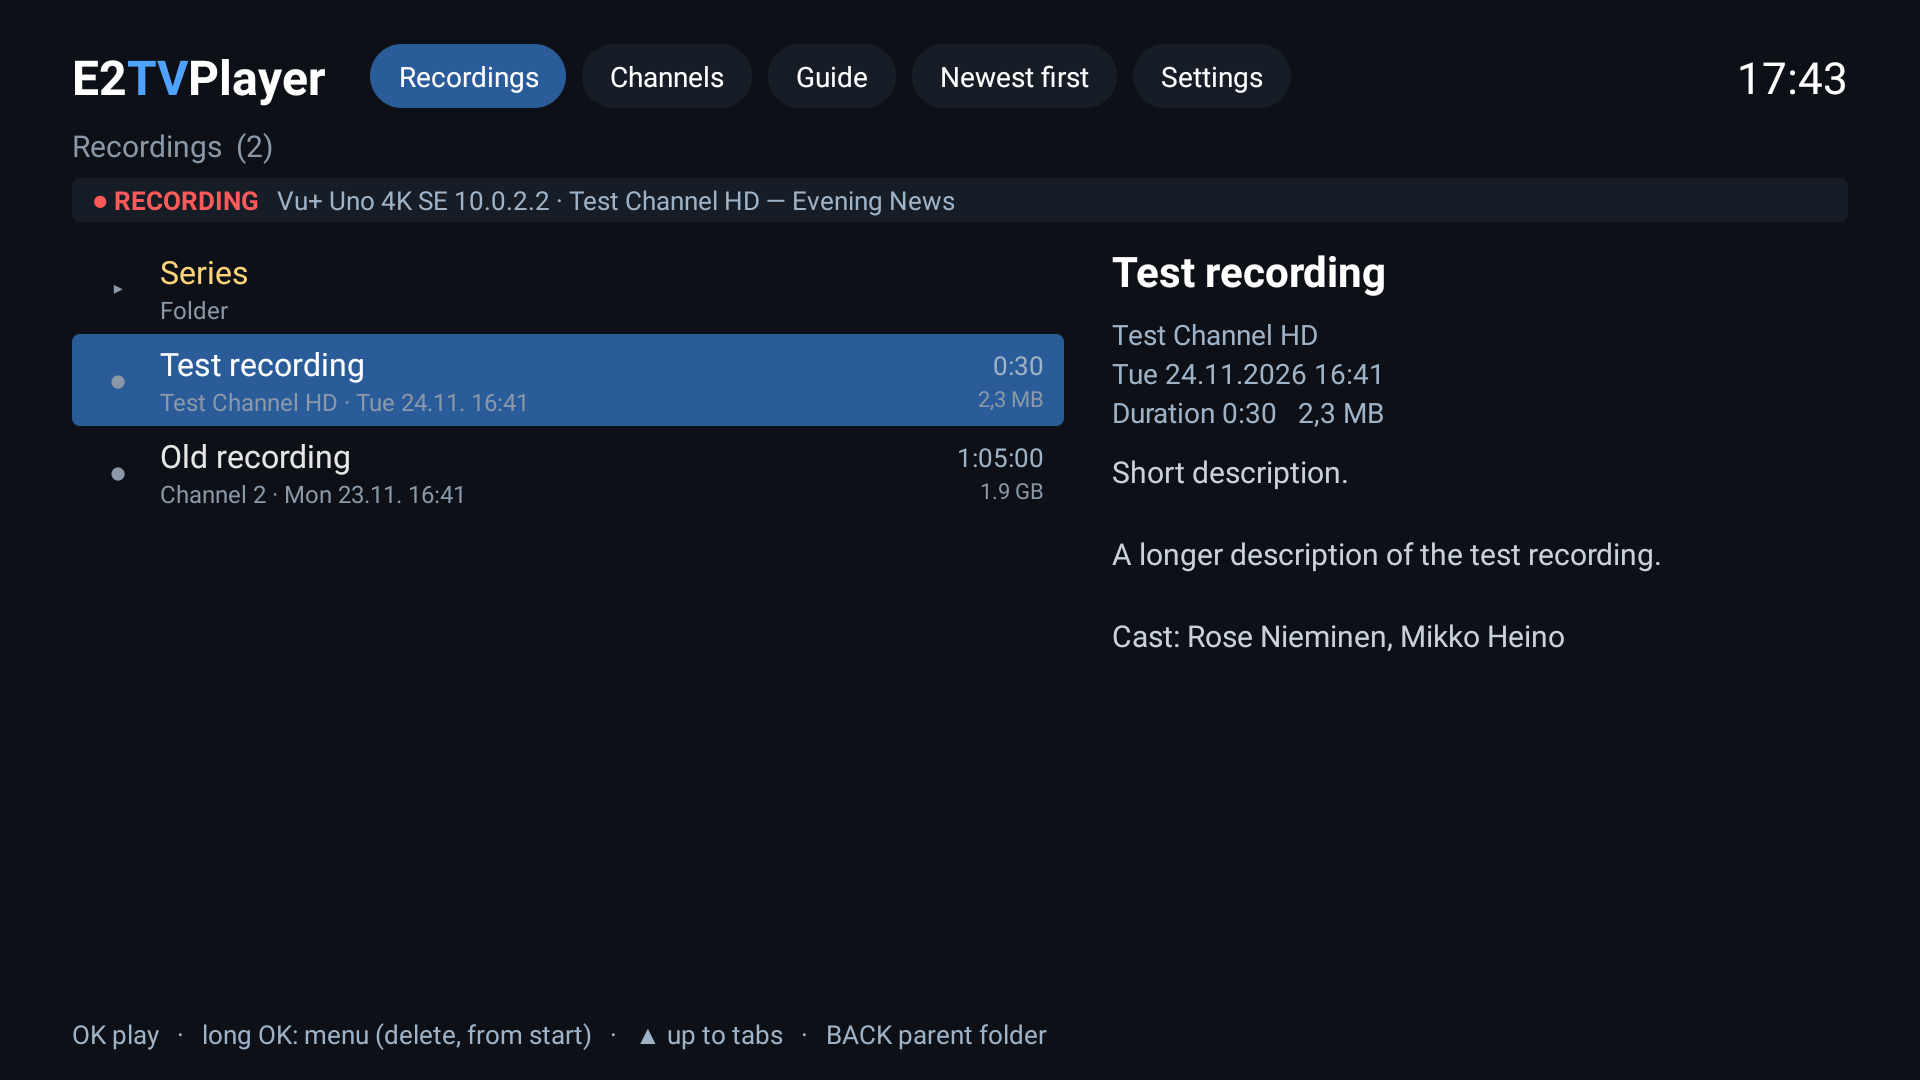 E2TVPlayer Recordings Channels Guide Newest first Settings 17:43
Recordings (2)
● RECORDING Vu+ Uno 4K SE 10.0.2.2 · Test Channel HD — Evening News
▸ Series
Folder
● Test recording 0:30
Test Channel HD · Tue 24.11. 16:41 2,3 MB
● Old recording 1:05:00
Channel 2 · Mon 23.11. 16:41 1.9 GB
Test recording
Test Channel HD
Tue 24.11.2026 16:41
Duration 0:30 2,3 MB
Short description.
A longer description of the test recording.
Cast: Rose Nieminen, Mikko Heino
OK play · long OK: menu (delete, from start) · ▲ up to tabs · BACK parent folder